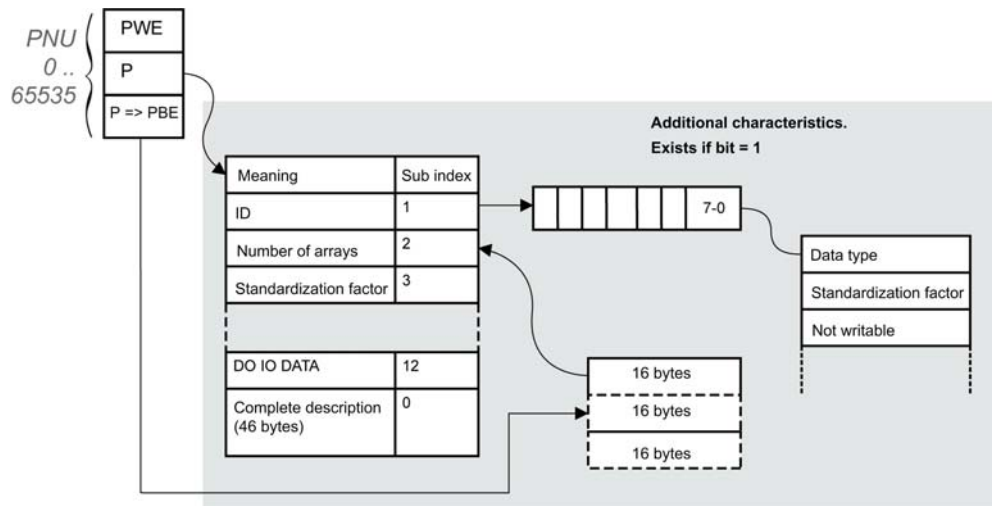 PNU
0 ..
65535
PWE
P
P => PBE
Additional characteristics.
Exists if bit = 1
Meaning
Sub index
ID
1
Number of arrays
2
Standardization factor
3
DO IO DATA
12
Complete description
(46 bytes)
0
7-0
Data type
Standardization factor
Not writable
16 bytes
16 bytes
16 bytes